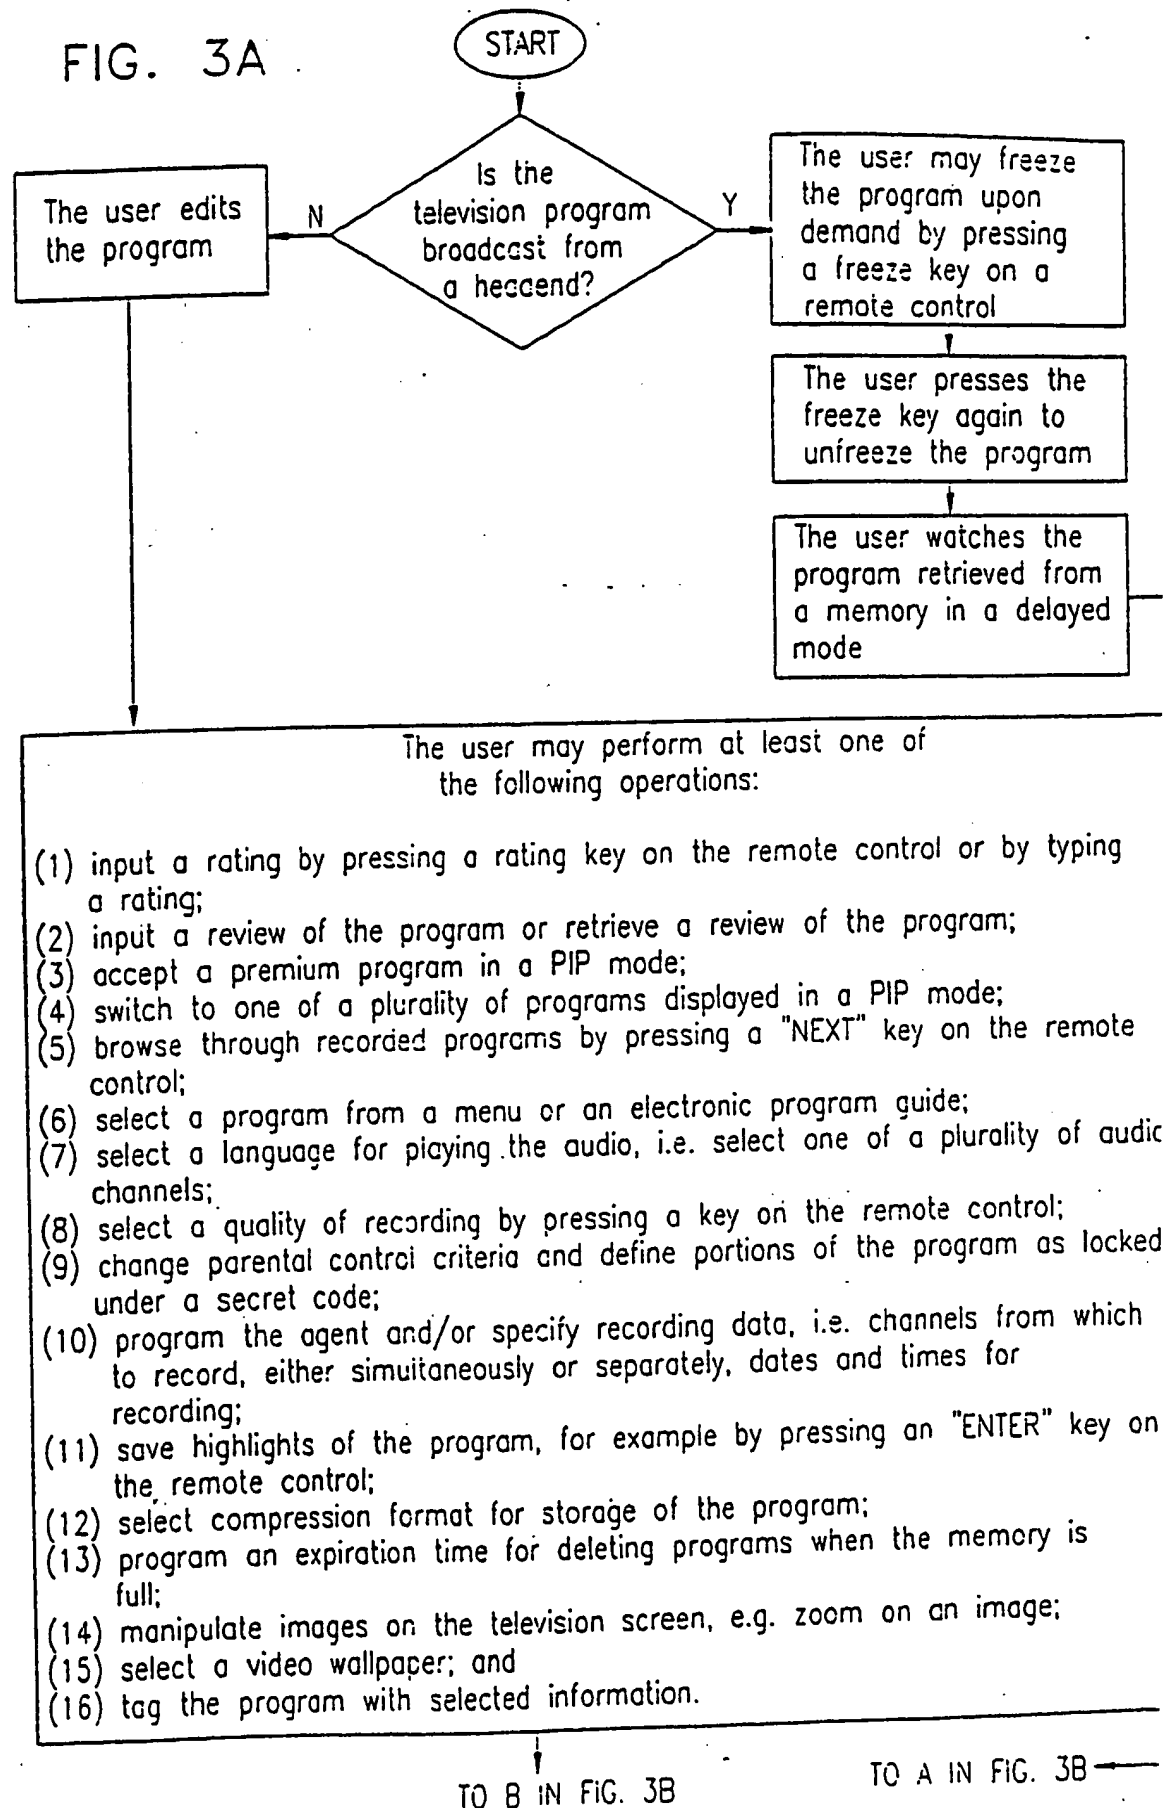 FIG. 3A
START
Is the
television program
broadcast from
a headend?
N
Y
The user edits
the program
The user may freeze
the program upon
demand by pressing
a freeze key on a
remote control
The user presses the
freeze key again to
unfreeze the program
The user watches the
program retrieved from
a memory in a delayed
mode
The user may perform at least one of
the following operations:
(1) input a rating by pressing a rating key on the remote control or by typing
a rating;
(2) input a review of the program or retrieve a review of the program;
(3) accept a premium program in a PIP mode;
(4) switch to one of a plurality of programs displayed in a PIP mode;
(5) browse through recorded programs by pressing a "NEXT" key on the remote
control;
(6) select a program from a menu or an electronic program guide;
(7) select a language for playing the audio, i.e. select one of a plurality of audio
channels;
(8) select a quality of recording by pressing a key on the remote control;
(9) change parental control criteria and define portions of the program as locked
under a secret code;
(10) program the agent and/or specify recording data, i.e. channels from which
to record, either simultaneously or separately, dates and times for
recording;
(11) save highlights of the program, for example by pressing an "ENTER" key on
the remote control;
(12) select compression format for storage of the program;
(13) program an expiration time for deleting programs when the memory is
full;
(14) manipulate images on the television screen, e.g. zoom on an image;
(15) select a video wallpaper; and
(16) tag the program with selected information.
TO B IN FIG. 3B
TO A IN FIG. 3B